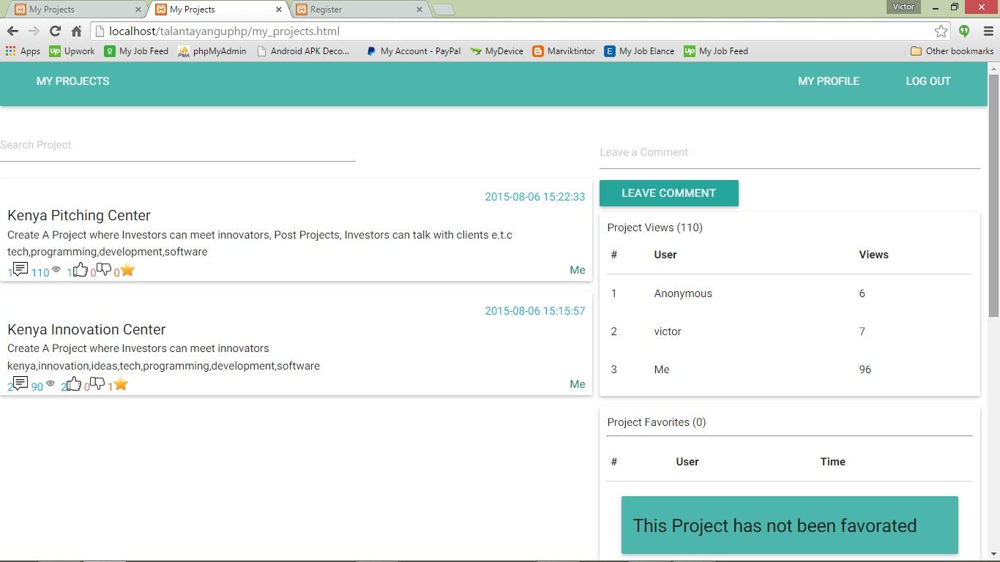 My Projects
My Projects
Register
Victor
localhost/talantayanguphp/my_projects.html
Apps
Upwork
My Job Feed
phpMyAdmin
Android APK Deco...
My Account - PayPal
MyDevice
Marviktintor
My Job Elance
My Job Feed
Other bookmarks
MY PROJECTS
MY PROFILE
LOG OUT
Search Project
2015-08-06 15:22:33
Kenya Pitching Center
Create A Project where Investors can meet innovators, Post Projects, Investors can talk with clients e.t.c
tech,programming,development,software
1 110 1 0 0
Me
2015-08-06 15:15:57
Kenya Innovation Center
Create A Project where Investors can meet innovators
kenya,innovation,ideas,tech,programming,development,software
2 90 2 0 1
Me
Leave a Comment
LEAVE COMMENT
Project Views (110)
# User Views
1 Anonymous 6
2 victor 7
3 Me 96
Project Favorites (0)
# User Time
This Project has not been favorated